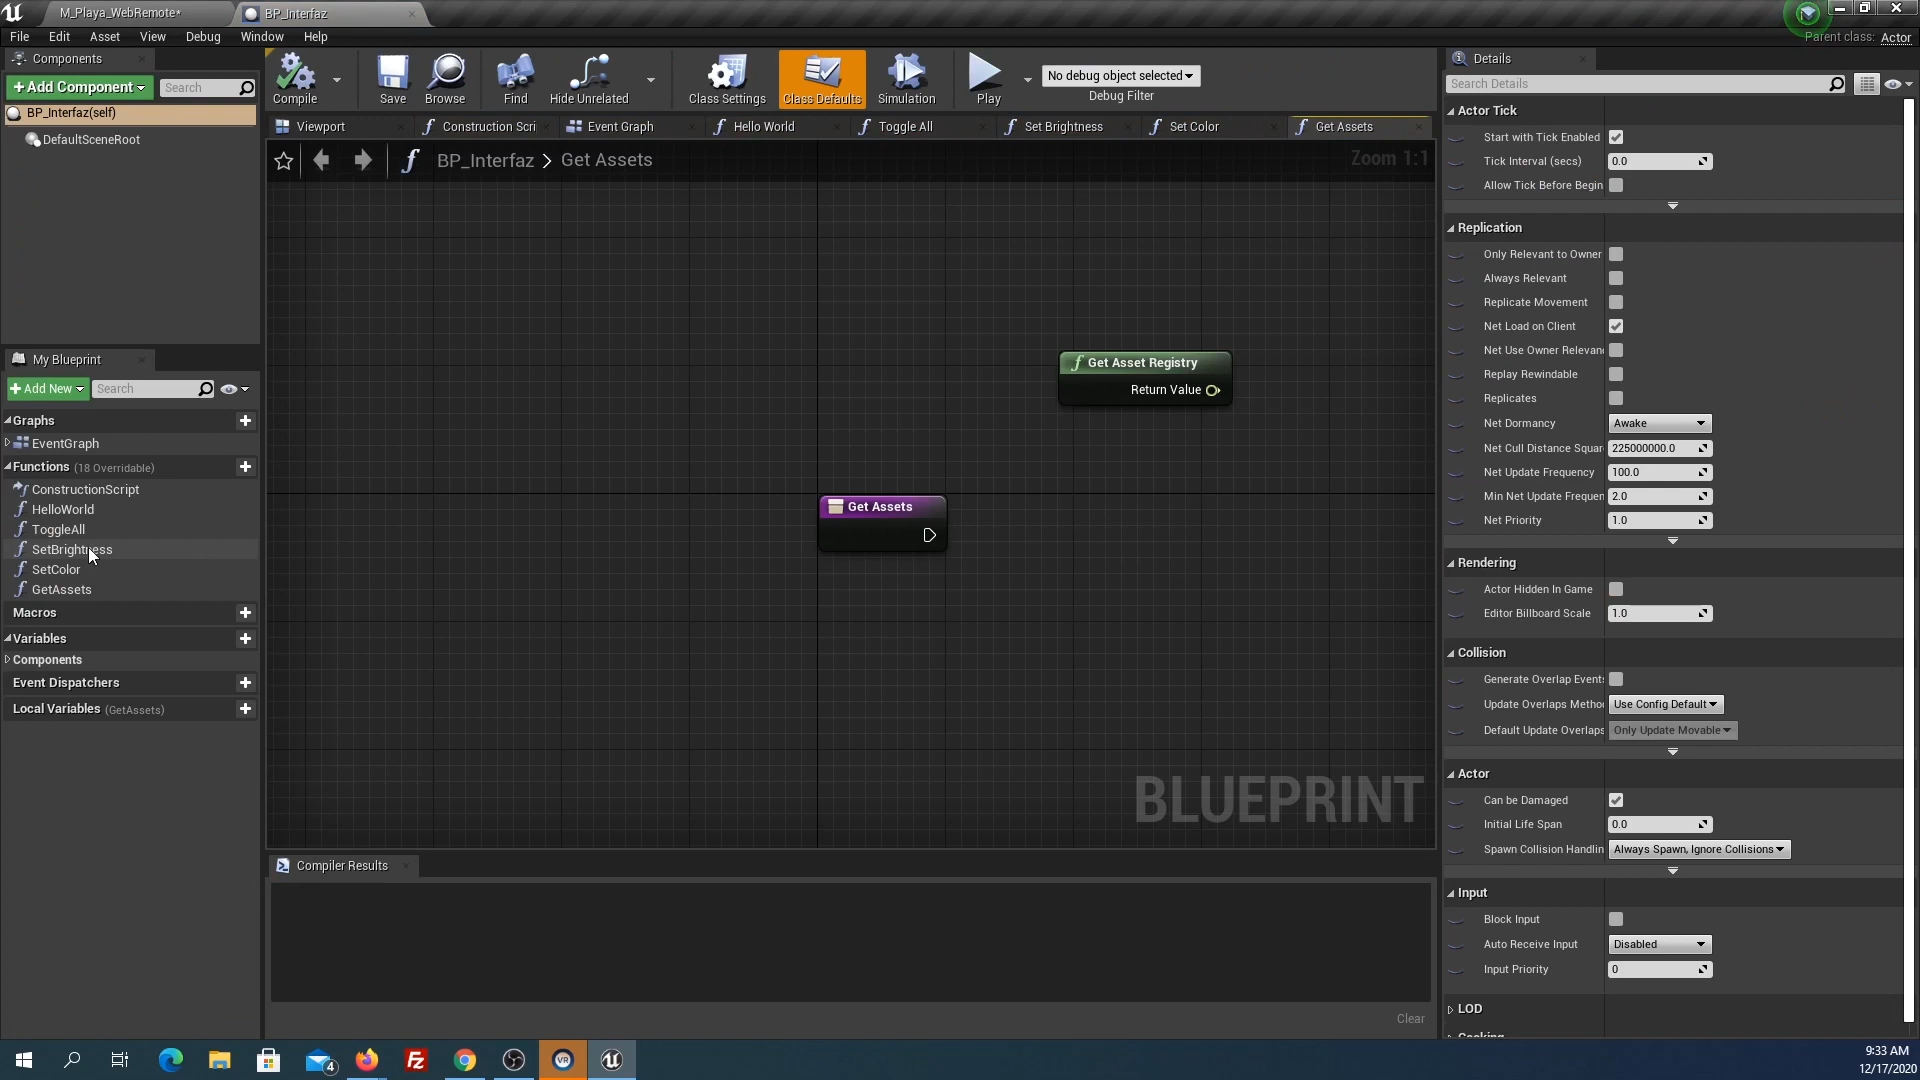 M_Playa_WebRemote*
BP_Interfaz
File Edit Asset View Debug Window Help
Parent class: Actor
Components
+Add Component
Search
BP_Interfaz(self)
DefaultSceneRoot
Compile
Save
Browse
Find
Hide Unrelated
Class Settings
Class Defaults
Simulation
Play
No debug object selected
Debug Filter
Viewport
Construction Scri
Event Graph
Hello World
Toggle All
Set Brightness
Set Color
Get Assets
BP_Interfaz > Get Assets
Zoom 1:1
Get Asset Registry
Return Value
Get Assets
BLUEPRINT
My Blueprint
+Add New
Search
Graphs
EventGraph
Functions (18 Overridable)
ConstructionScript
HelloWorld
ToggleAll
SetBrightness
SetColor
GetAssets
Macros
Variables
Components
Event Dispatchers
Local Variables (GetAssets)
Compiler Results
Clear
Details
Search Details
Actor Tick
Start with Tick Enabled
Tick Interval (secs) 0.0
Allow Tick Before Begin
Replication
Only Relevant to Owner
Always Relevant
Replicate Movement
Net Load on Client
Net Use Owner Relevan
Replay Rewindable
Replicates
Net Dormancy Awake
Net Cull Distance Squar 225000000.0
Net Update Frequency 100.0
Min Net Update Frequen 2.0
Net Priority 1.0
Rendering
Actor Hidden In Game
Editor Billboard Scale 1.0
Collision
Generate Overlap Events
Update Overlaps Metho Use Config Default
Default Update Overlaps Only Update Movable
Actor
Can be Damaged
Initial Life Span 0.0
Spawn Collision Handlin Always Spawn, Ignore Collisions
Input
Block Input
Auto Receive Input Disabled
Input Priority 0
LOD
Cooking
4
VR
9:33 AM
12/17/2020